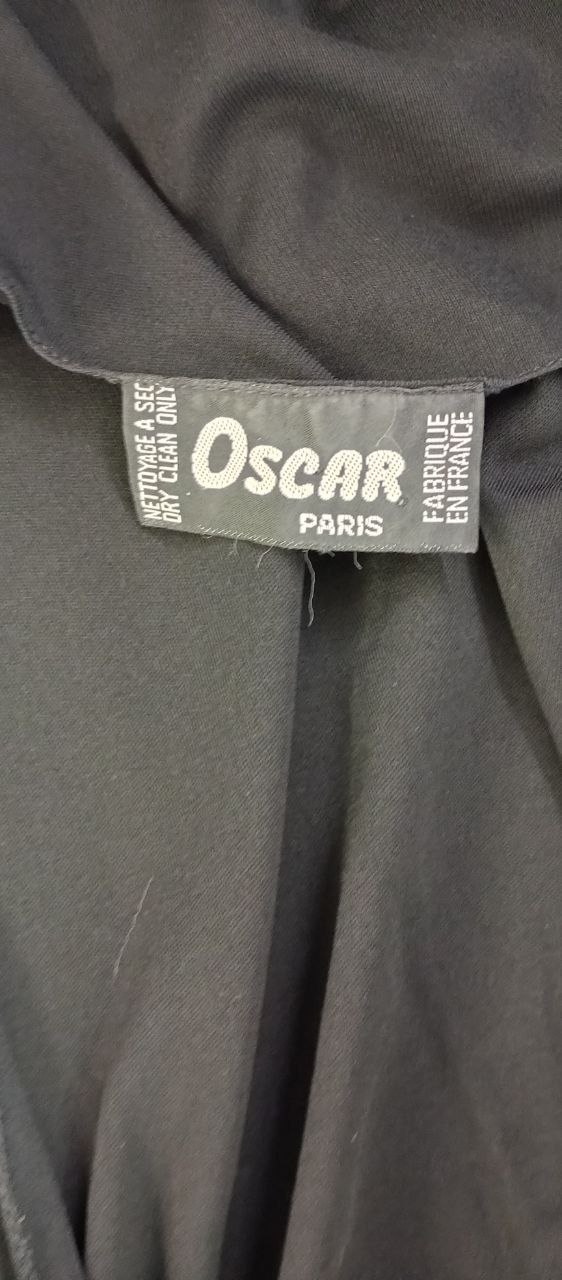 NETTOYAGE A SEC
DRY CLEAN ONLY
OSCAR
PARIS
FABRIQUE
EN FRANCE